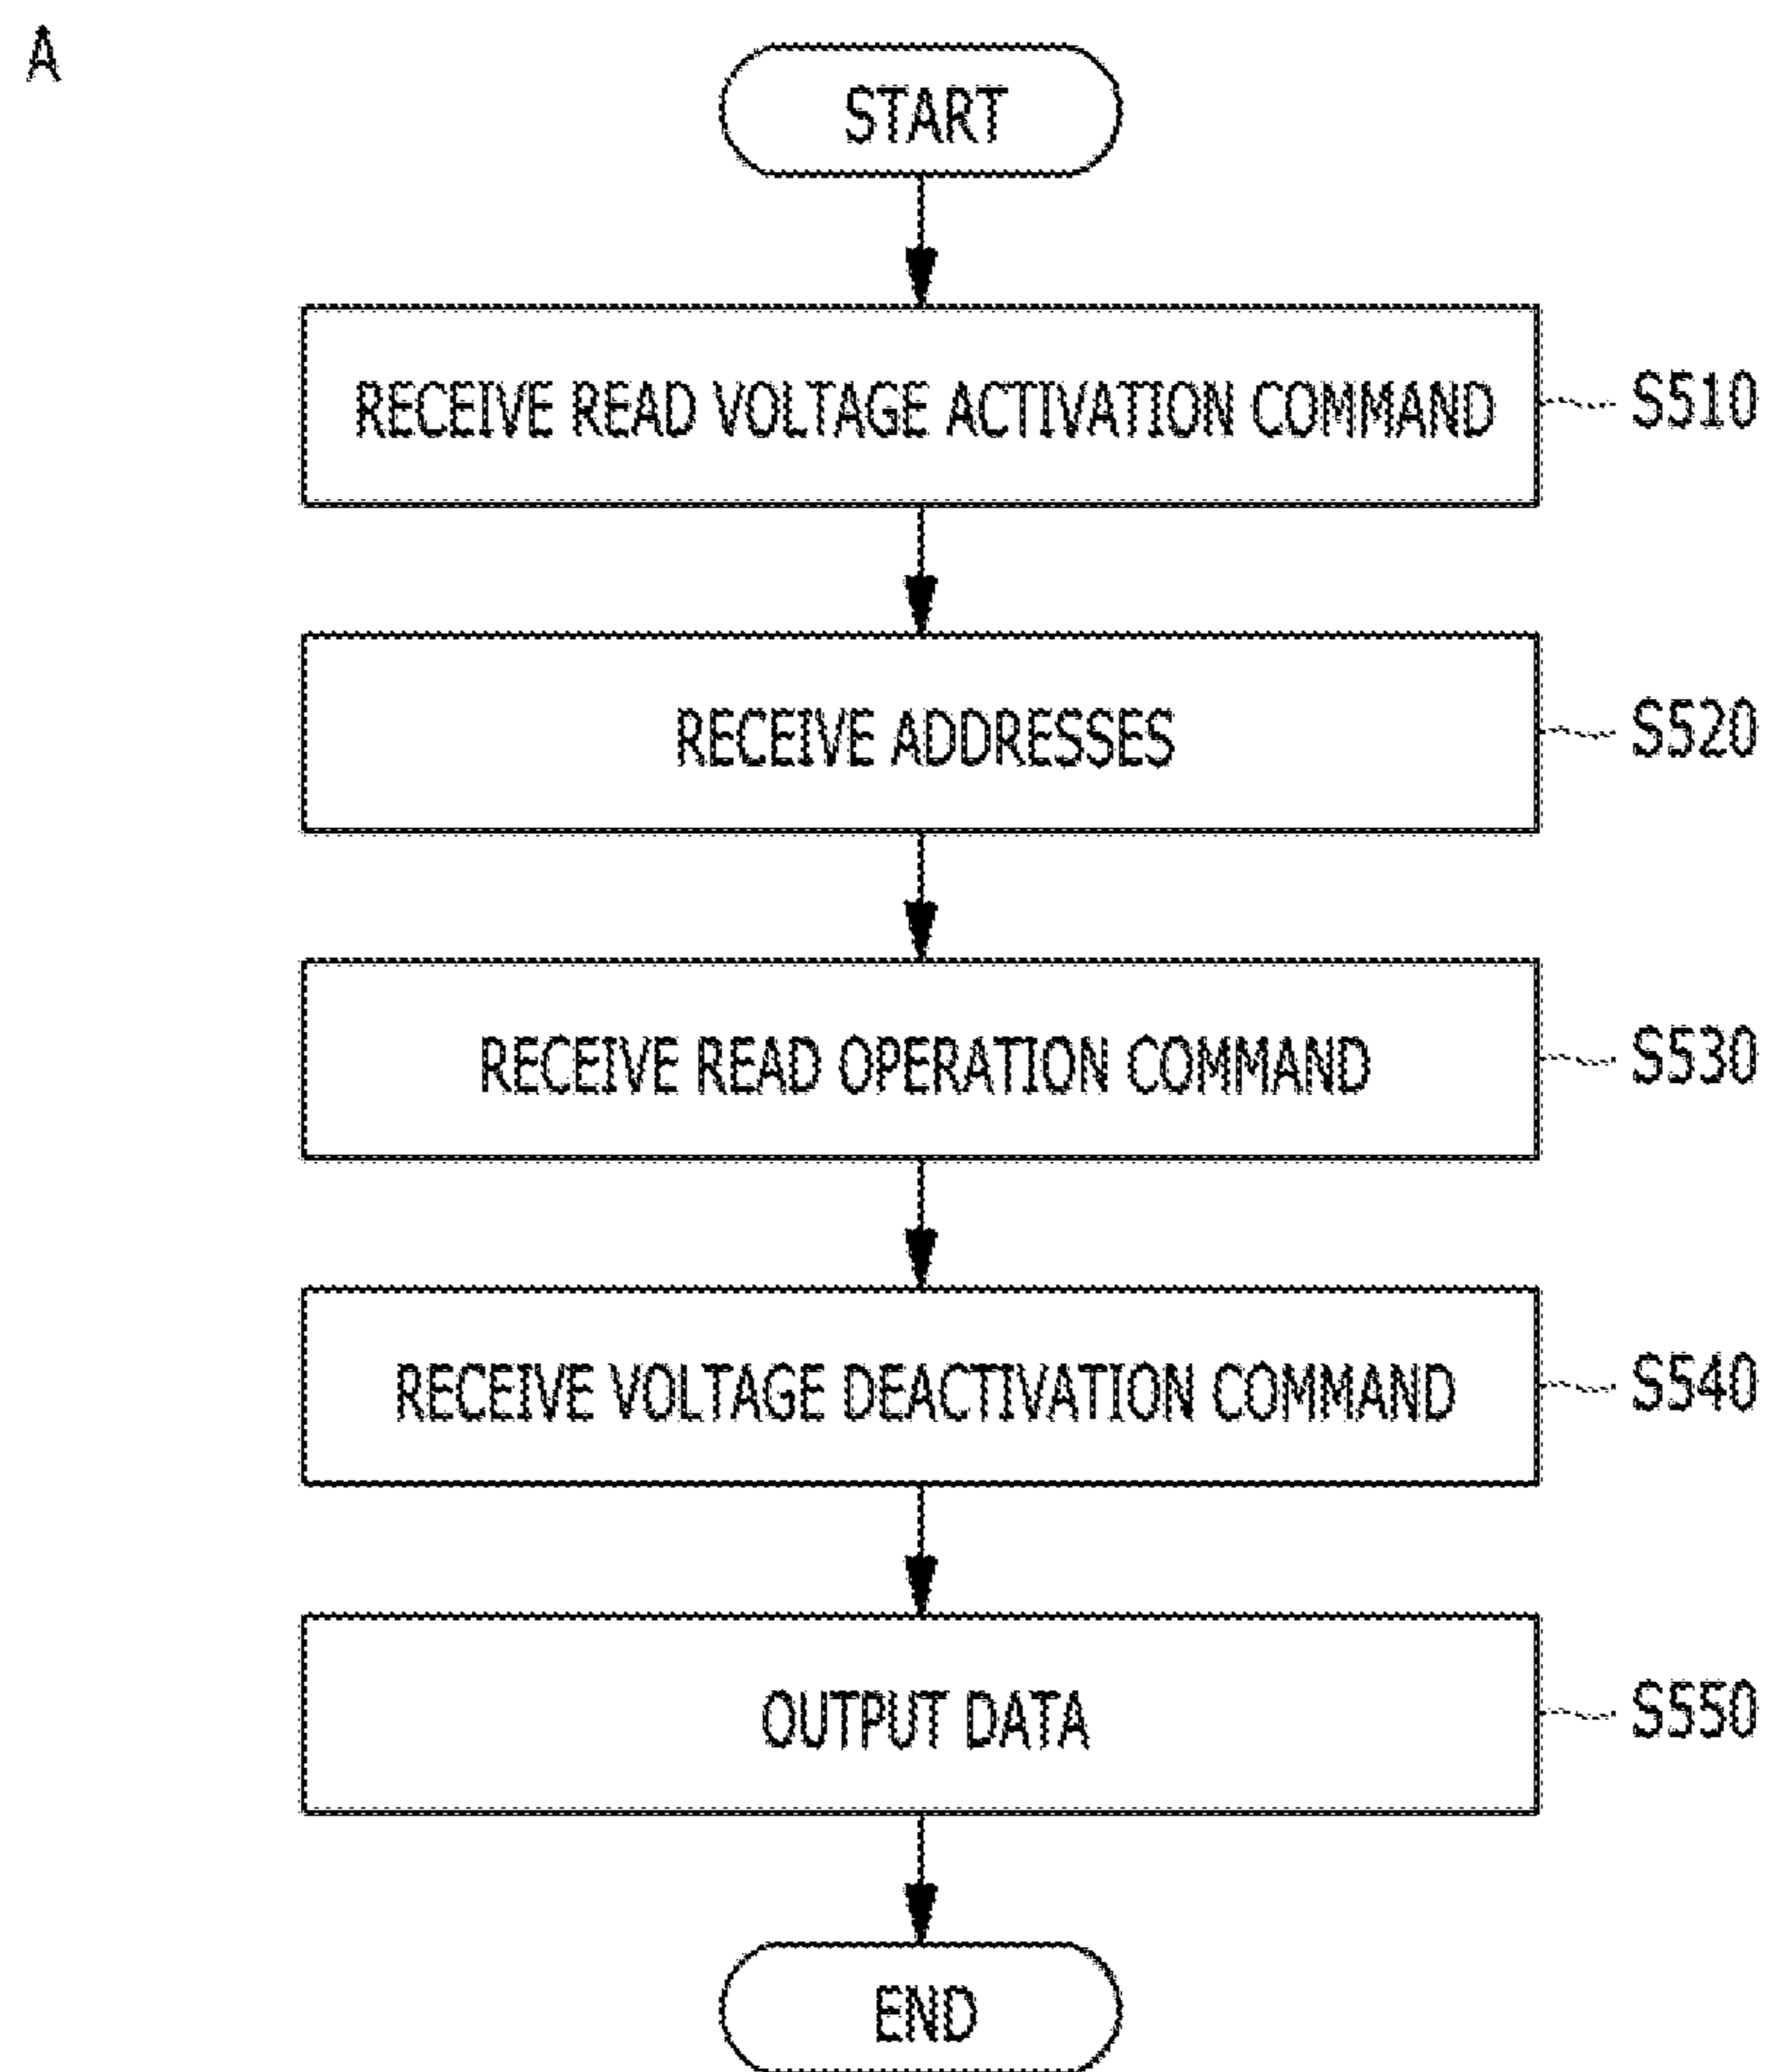 A
START
RECEIVE READ VOLTAGE ACTIVATION COMMAND S510
RECEIVE ADDRESSES S520
RECEIVE READ OPERATION COMMAND S530
RECEIVE VOLTAGE DEACTIVATION COMMAND S540
OUTPUT DATA S550
END